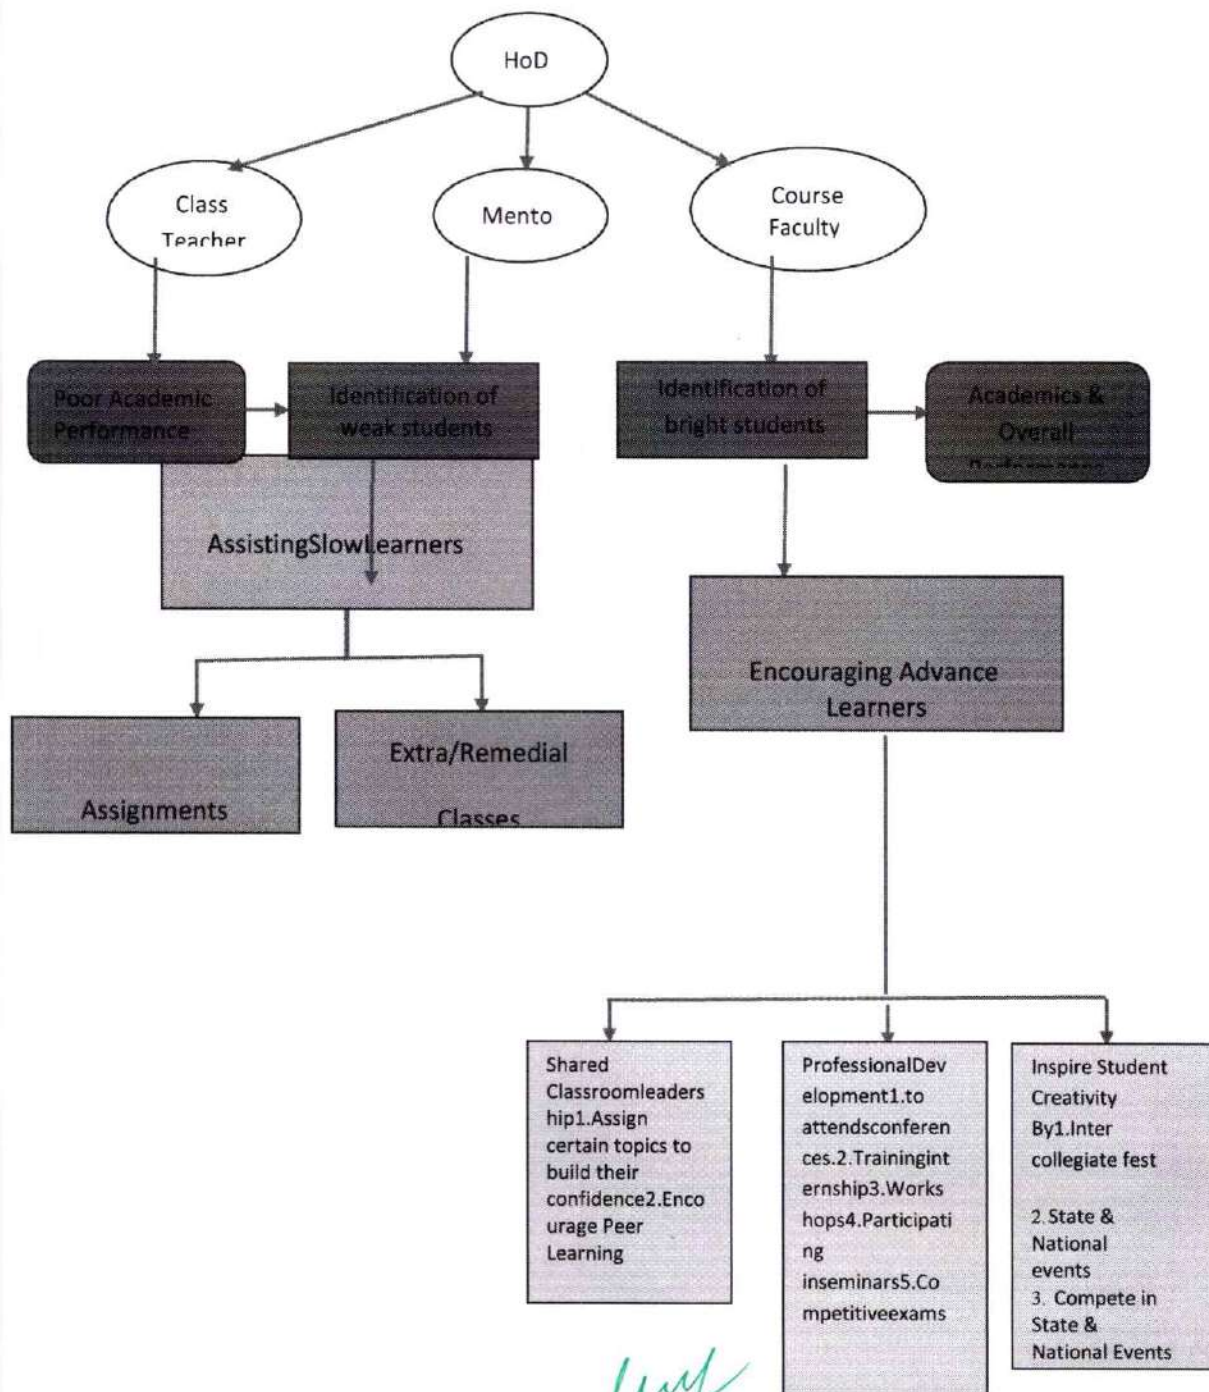 HoD
Class
Teacher
Mento
Course
Faculty
Poor Academic
Performance
Identification of
weak students
Identification of
bright students
Academics &
Overall
Performance
AssistingSlowLearners
Encouraging Advance
Learners
Assignments
Extra/Remedial
Classes
Shared
Classroomleaders
hip1.Assign
certain topics to
build their
confidence2.Enco
urage Peer
Learning
ProfessionalDev
elopment1.to
attendsconferen
ces.2.Trainingint
ernship3.Works
hops4.Participati
ng
inseminars5.Co
mpetitiveexams
Inspire Student
Creativity
By1.Inter
collegiate fest
2. State &
National
events
3. Compete in
State &
National Events